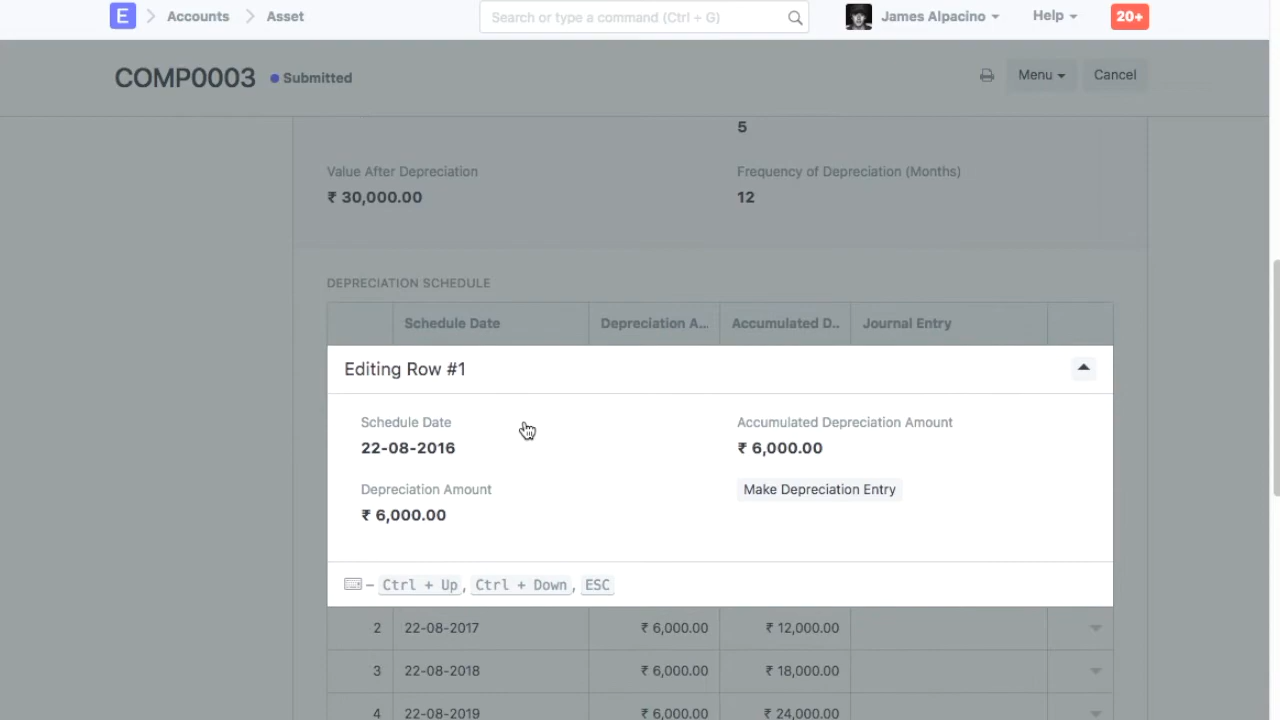 E Accounts Asset Search or type a command (Ctrl + G) James Alpacino Help 20+
COMP0003 Submitted Menu Cancel
5
Value After Depreciation Frequency of Depreciation (Months)
₹ 30,000.00 12
DEPRECIATION SCHEDULE
Schedule Date Depreciation A... Accumulated D.. Journal Entry
Editing Row #1
Schedule Date Accumulated Depreciation Amount
22-08-2016 ₹ 6,000.00
Depreciation Amount Make Depreciation Entry
₹ 6,000.00
– Ctrl + Up, Ctrl + Down, ESC
2 22-08-2017 ₹ 6,000.00 ₹ 12,000.00
3 22-08-2018 ₹ 6,000.00 ₹ 18,000.00
4 22-08-2019 ₹ 6,000.00 ₹ 24,000.00